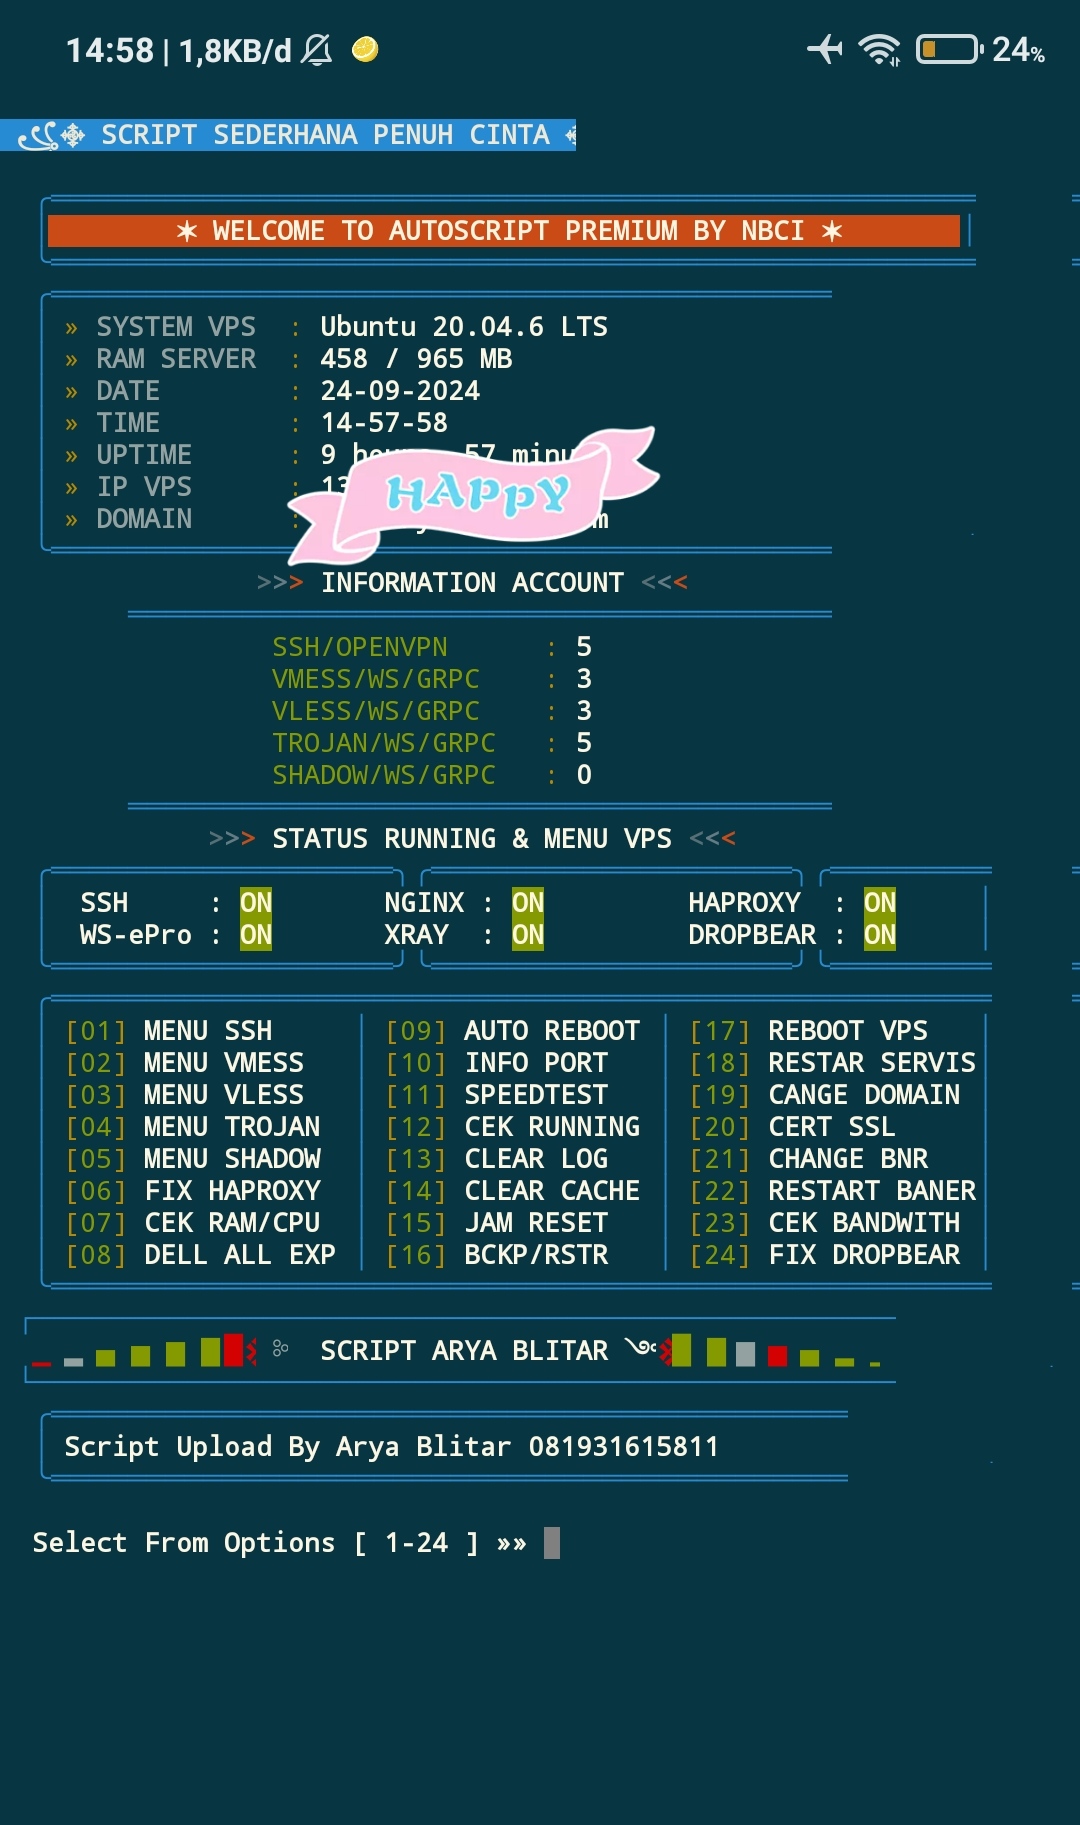 14:58 | 1,8KB/d 24%
SCRIPT SEDERHANA PENUH CINTA
✶ WELCOME TO AUTOSCRIPT PREMIUM BY NBCI ✶
» SYSTEM VPS : Ubuntu 20.04.6 LTS
» RAM SERVER : 458 / 965 MB
» DATE : 24-09-2024
» TIME : 14-57-58
» UPTIME : 9
» IP VPS :
» DOMAIN :
HAppY
>>> INFORMATION ACCOUNT <<<
SSH/OPENVPN : 5
VMESS/WS/GRPC : 3
VLESS/WS/GRPC : 3
TROJAN/WS/GRPC : 5
SHADOW/WS/GRPC : 0
>>> STATUS RUNNING & MENU VPS <<<
SSH : ON NGINX : ON HAPROXY : ON
WS-ePro : ON XRAY : ON DROPBEAR : ON
[01] MENU SSH [09] AUTO REBOOT [17] REBOOT VPS
[02] MENU VMESS [10] INFO PORT [18] RESTAR SERVIS
[03] MENU VLESS [11] SPEEDTEST [19] CANGE DOMAIN
[04] MENU TROJAN [12] CEK RUNNING [20] CERT SSL
[05] MENU SHADOW [13] CLEAR LOG [21] CHANGE BNR
[06] FIX HAPROXY [14] CLEAR CACHE [22] RESTART BANER
[07] CEK RAM/CPU [15] JAM RESET [23] CEK BANDWITH
[08] DELL ALL EXP [16] BCKP/RSTR [24] FIX DROPBEAR
SCRIPT ARYA BLITAR
Script Upload By Arya Blitar 081931615811
Select From Options [ 1-24 ] »»